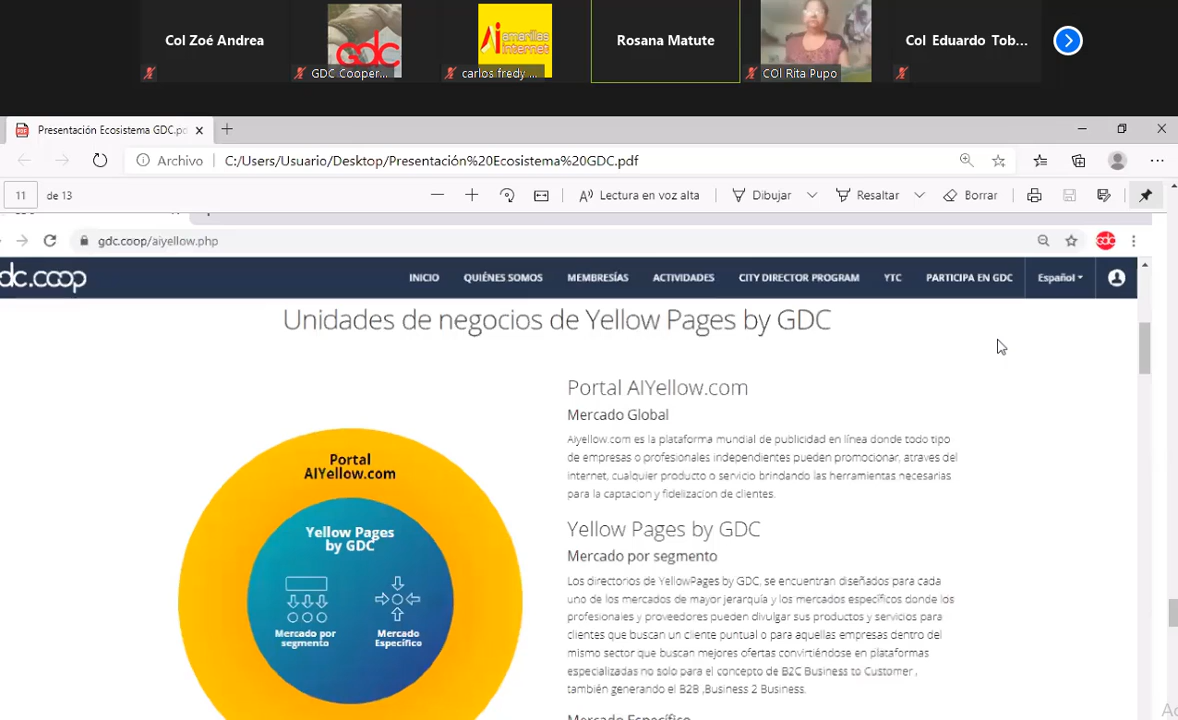 Col Zoé Andrea
gdc
GDC Cooper...
Ai amarillas internet
carlos fredy ...
Rosana Matute
COl Rita Pupo
Col Eduardo Tob...
Presentación Ecosistema GDC.pd
Archivo
C:/Users/Usuario/Desktop/Presentación%20Ecosistema%20GDC.pdf
11
de 13
Lectura en voz alta
Dibujar
Resaltar
Borrar
gdc.coop/aiyellow.php
gdc
dc.coop
INICIO
QUIÉNES SOMOS
MEMBRESÍAS
ACTIVIDADES
CITY DIRECTOR PROGRAM
YTC
PARTICIPA EN GDC
Español
Unidades de negocios de Yellow Pages by GDC
Portal
AIYellow.com
Yellow Pages
by GDC
Mercado por
segmento
Mercado
Específico
Portal AIYellow.com
Mercado Global
Aiyellow.com es la plataforma mundial de publicidad en línea donde todo tipo
de empresas o profesionales independientes pueden promocionar, atraves del
internet, cualquier producto o servicio brindando las herramientas necesarias
para la captacion y fidelizacion de clientes.
Yellow Pages by GDC
Mercado por segmento
Los directorios de YellowPages by GDC, se encuentran diseñados para cada
uno de los mercados de mayor jerarquía y los mercados específicos donde los
profesionales y proveedores pueden divulgar sus productos y servicios para
clientes que buscan un cliente puntual o para aquellas empresas dentro del
mismo sector que buscan mejores ofertas convirtiéndose en plataformas
especializadas no solo para el concepto de B2C Business to Customer ,
también generando el B2B ,Business 2 Business.
Mercado Específico